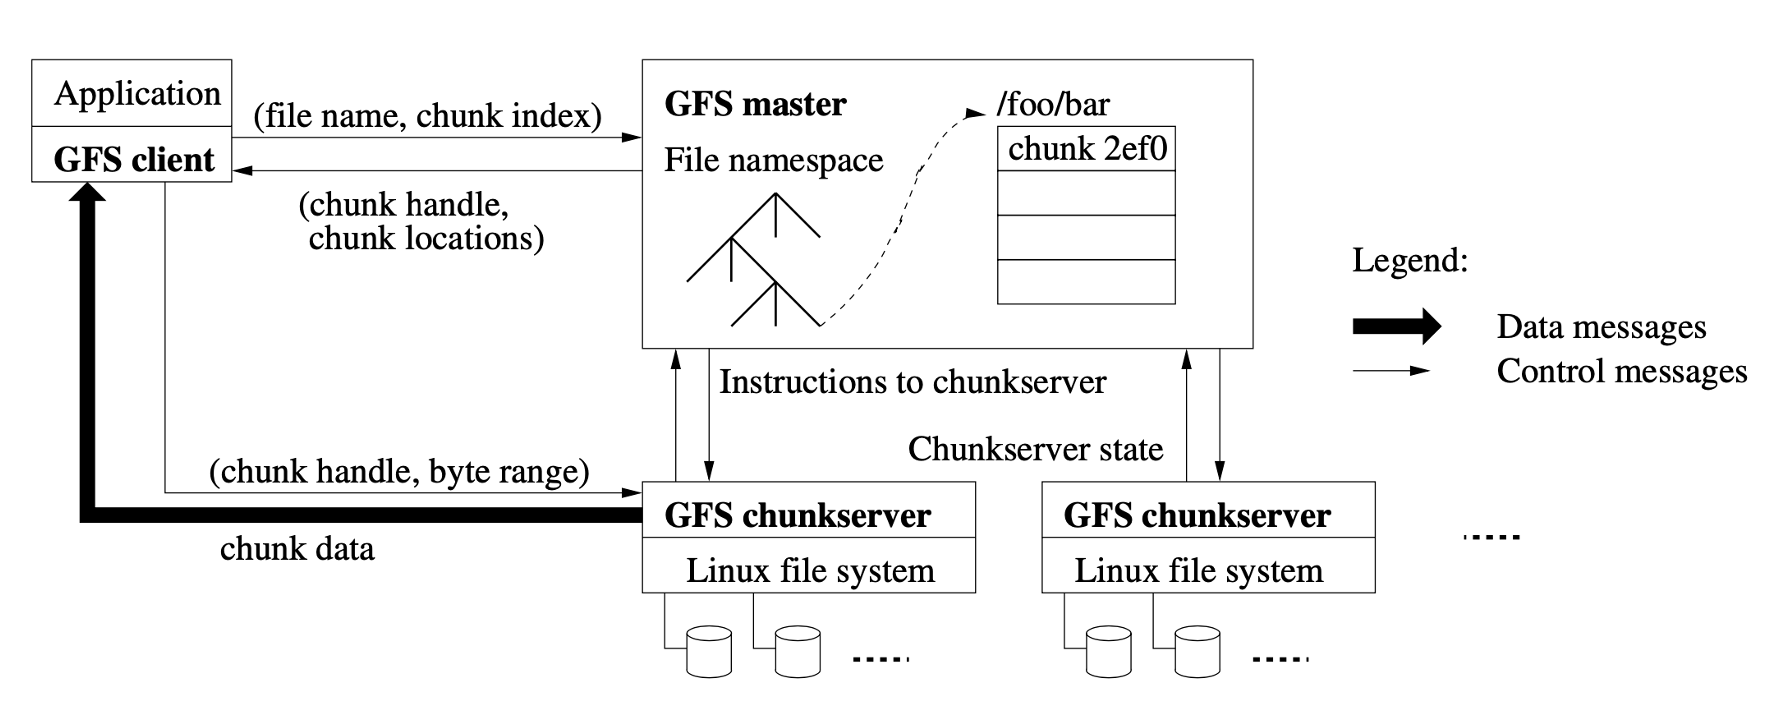 Application
GFS client
(file name, chunk index)
(chunk handle,
chunk locations)
GFS master
File namespace
/foo/bar
chunk 2ef0
Legend:
Data messages
Control messages
Instructions to chunkserver
Chunkserver state
(chunk handle, byte range)
chunk data
GFS chunkserver
Linux file system
GFS chunkserver
Linux file system